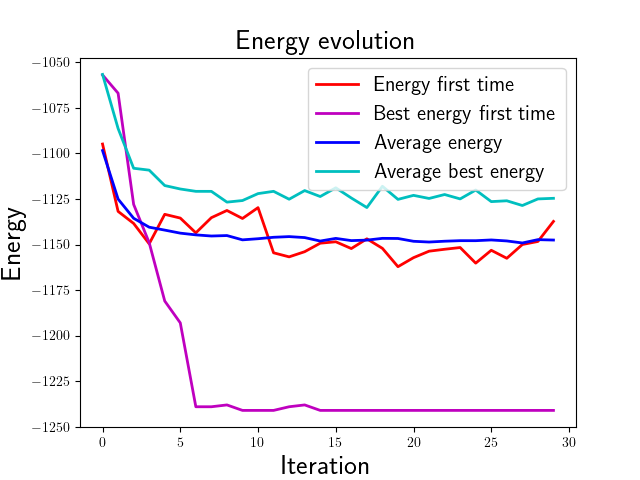 Energy evolution
Energy
−1050
−1075
−1100
−1125
−1150
−1175
−1200
−1225
−1250
Energy first time
Best energy first time
Average energy
Average best energy
0 5 10 15 20 25 30
Iteration